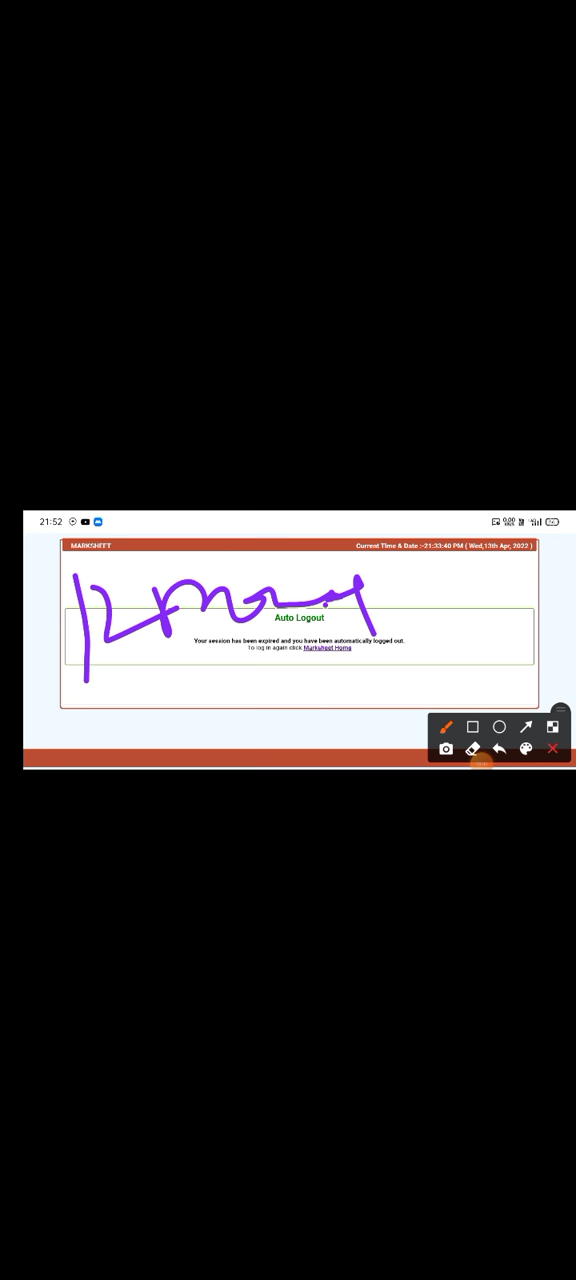 21:52
MARKSHEET Current Time & Date :-21:33:40 PM ( Wed,13th Apr, 2022 )
Auto Logout
Your session has been expired and you have been automatically logged out.
To log in again click Marksheet Home